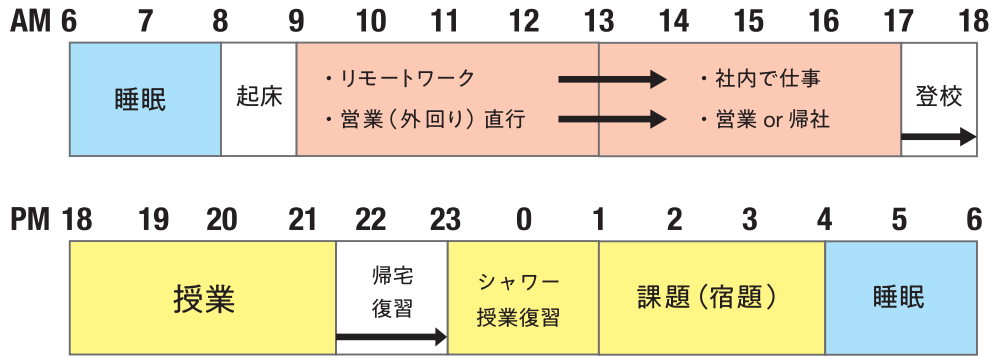 AM 6 7 8 9 10 11 12 13 14 15 16 17 18
睡眠
起床
・リモートワーク
・営業（外回り）直行
・社内で仕事
・営業 or 帰社
登校
PM 18 19 20 21 22 23 0 1 2 3 4 5 6
授業
帰宅
復習
シャワー
授業復習
課題（宿題）
睡眠